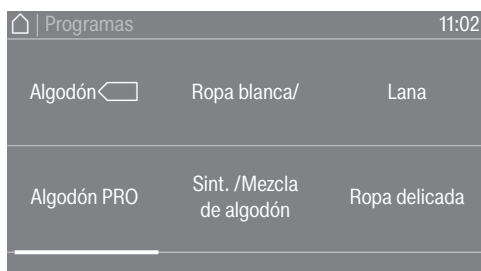 | Programas 11:02
Algodón Ropa blanca/ Lana
Algodón PRO Sint. /Mezcla de algodón Ropa delicada